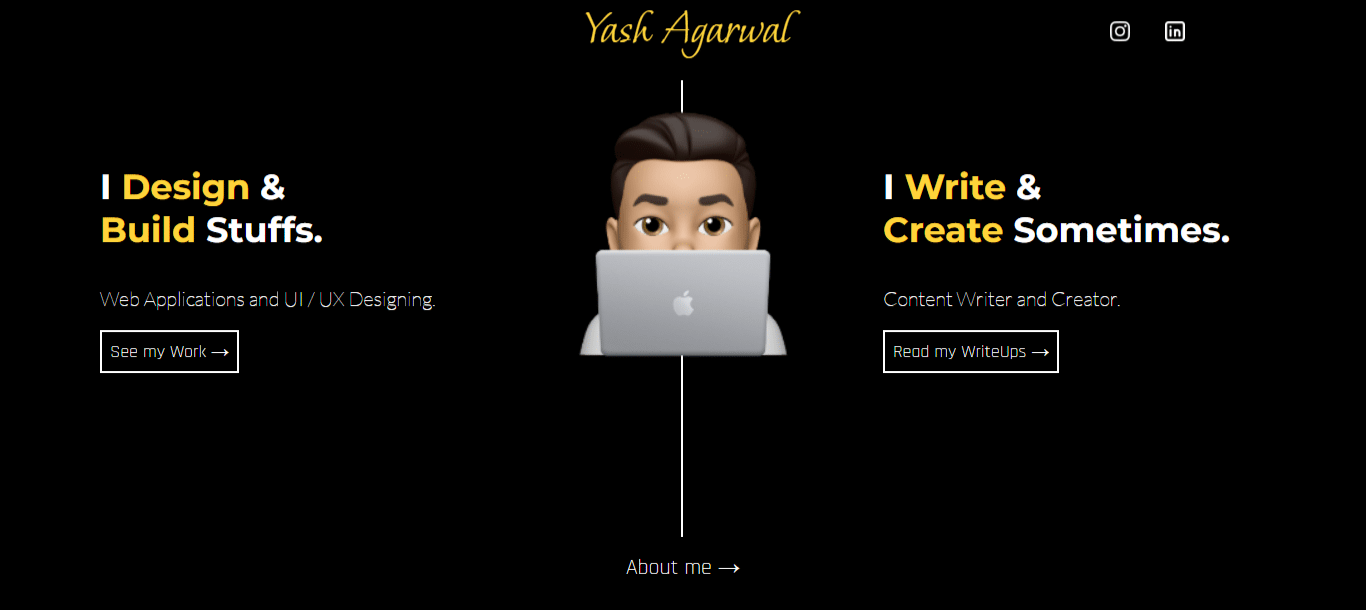 Yash Agarwal
I Design &
Build Stuffs.
Web Applications and UI / UX Designing.
See my Work →
I Write &
Create Sometimes.
Content Writer and Creator.
Read my WriteUps →
About me →